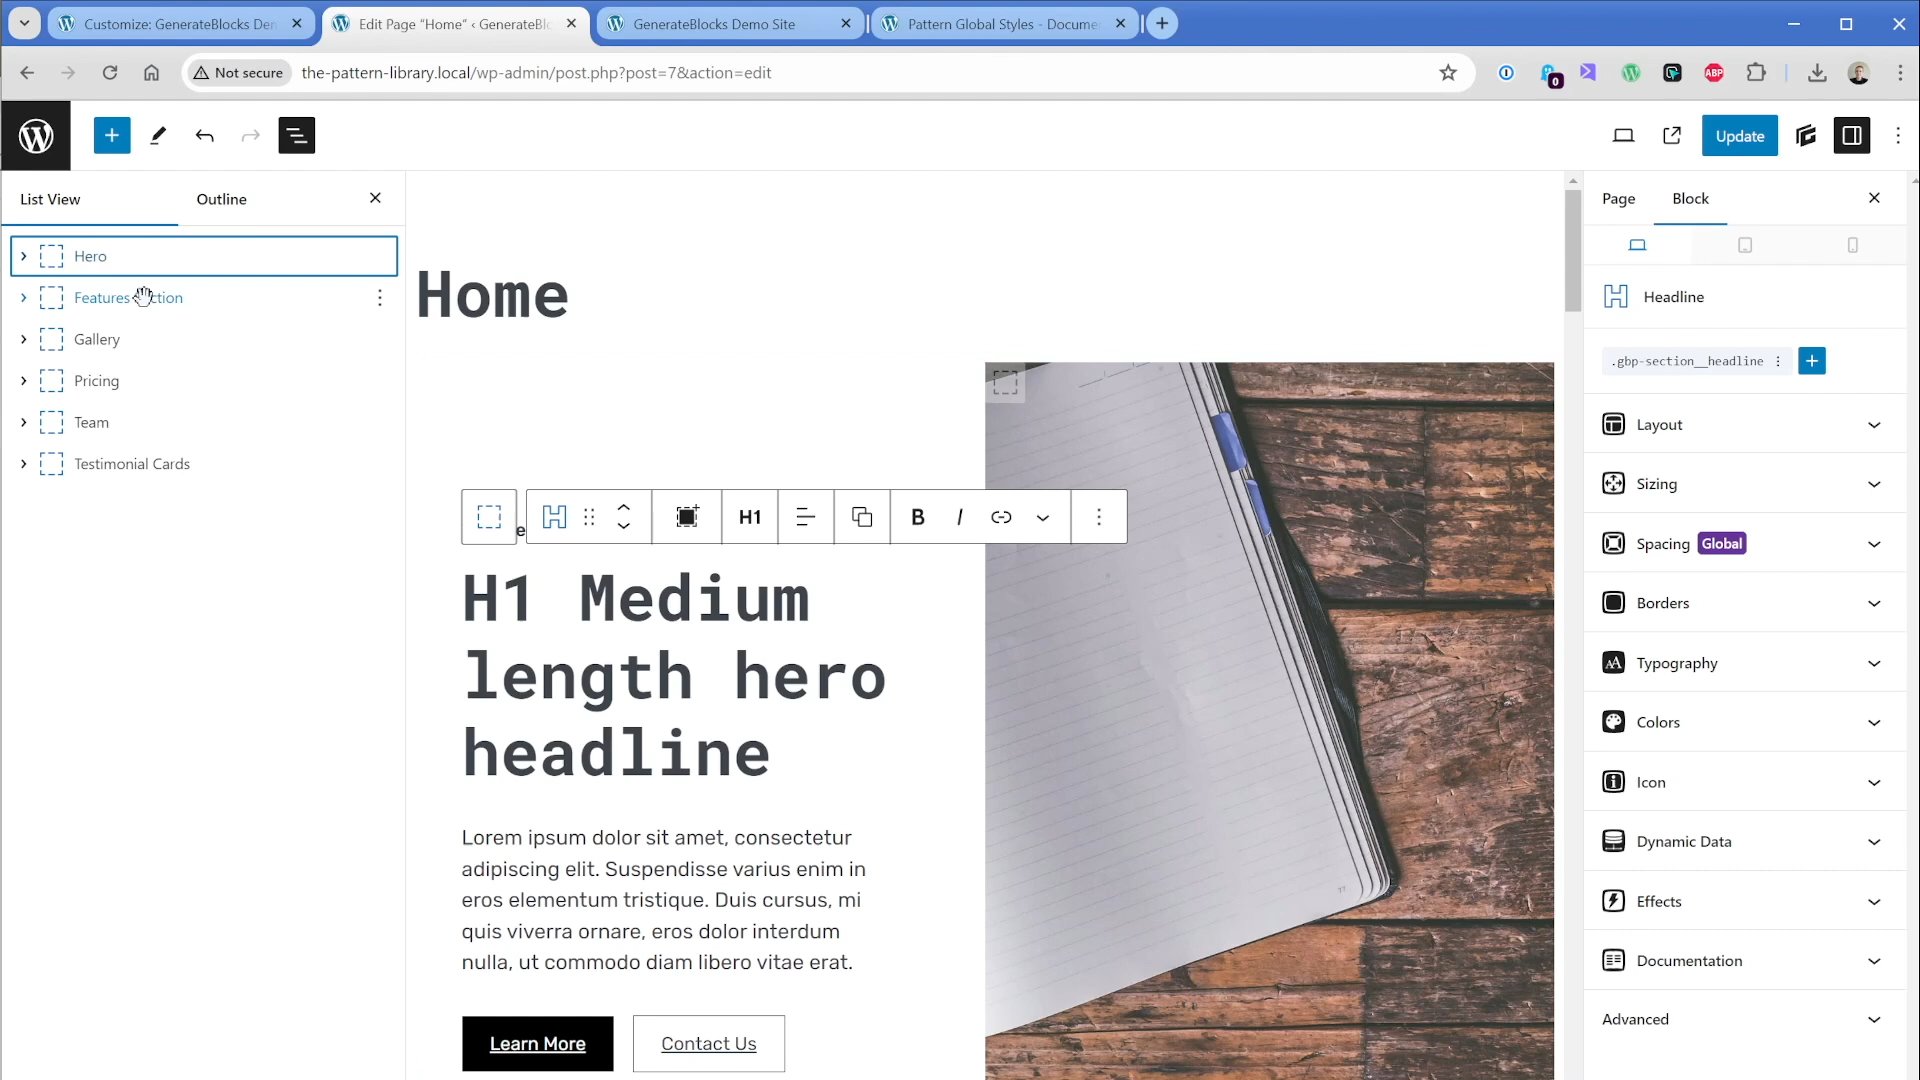 Customize: GenerateBlocks Den
Edit Page "Home" ‹ GenerateBlo
GenerateBlocks Demo Site
Pattern Global Styles - Docume
Not secure
the-pattern-library.local/wp-admin/post.php?post=7&action=edit
0
ABP
Update
List View
Outline
Page
Block
Hero
Features ction
Gallery
Pricing
Team
Testimonial Cards
Home
Headline
.gbp-section__headline
Layout
Sizing
Spacing Global
Borders
Typography
Colors
Icon
Dynamic Data
Effects
Documentation
Advanced
e
H1
B I
H1 Medium
length hero
headline
Lorem ipsum dolor sit amet, consectetur
adipiscing elit. Suspendisse varius enim in
eros elementum tristique. Duis cursus, mi
quis viverra ornare, eros dolor interdum
nulla, ut commodo diam libero vitae erat.
Learn More
Contact Us